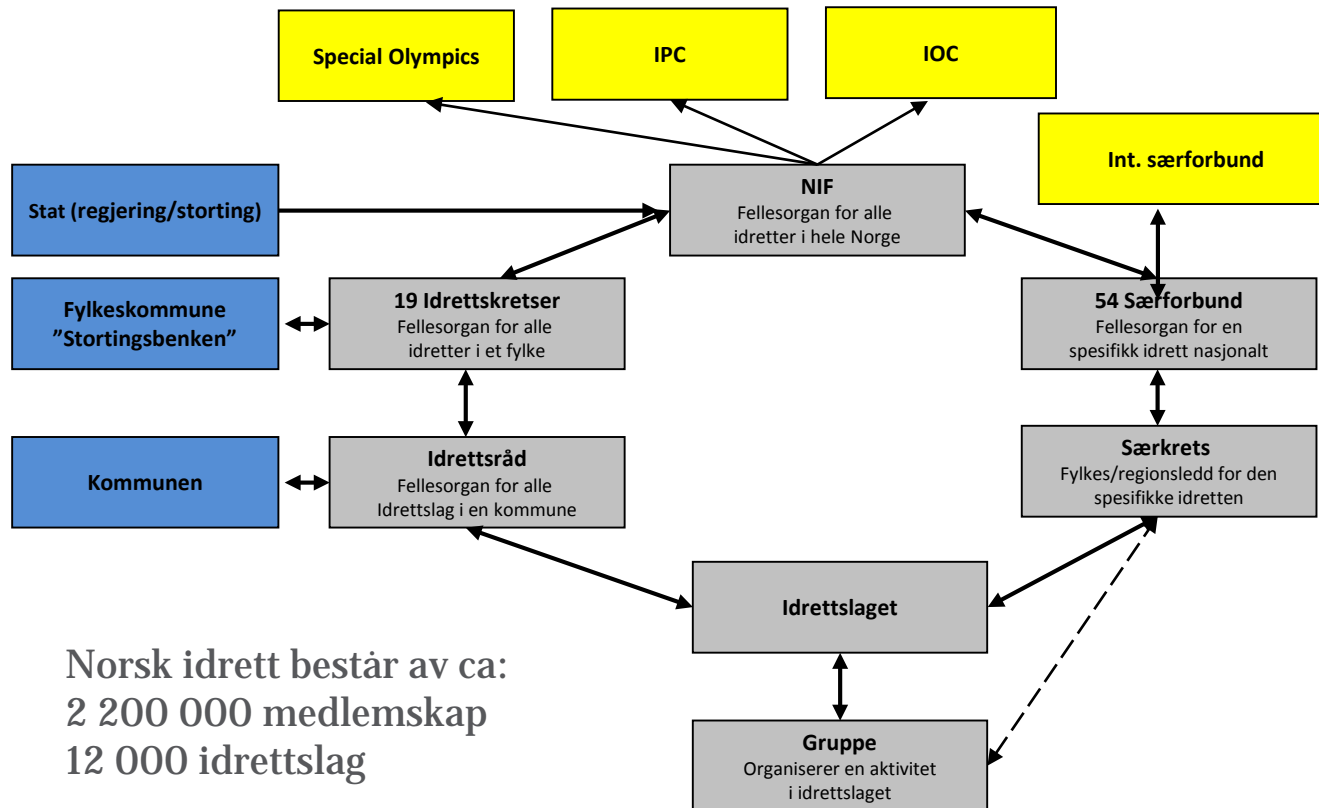 Special Olympics
IPC
IOC
Int. særforbund
Stat (regjering/storting)
NIF
Fellesorgan for alle
idretter i hele Norge
Fylkeskommune
”Stortingsbenken”
19 Idrettskretser
Fellesorgan for alle
idretter i et fylke
54 Særforbund
Fellesorgan for en
spesifikk idrett nasjonalt
Kommunen
Idrettsråd
Fellesorgan for alle
Idrettslag i en kommune
Særkrets
Fylkes/regionsledd for den
spesifikke idretten
Idrettslaget
Gruppe
Organiserer en aktivitet
i idrettslaget
Norsk idrett består av ca:
2 200 000 medlemskap
12 000 idrettslag